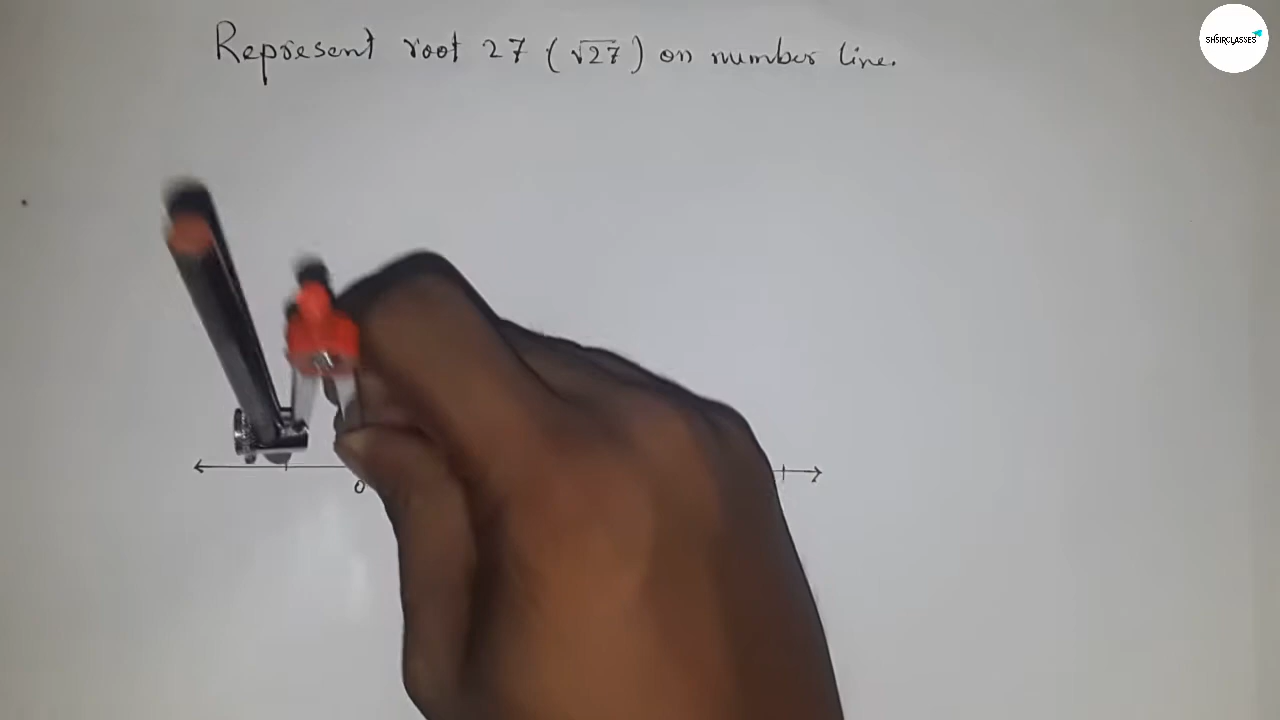 Represent root 27 (√27) on number line.
SHSIRCLASSES
0